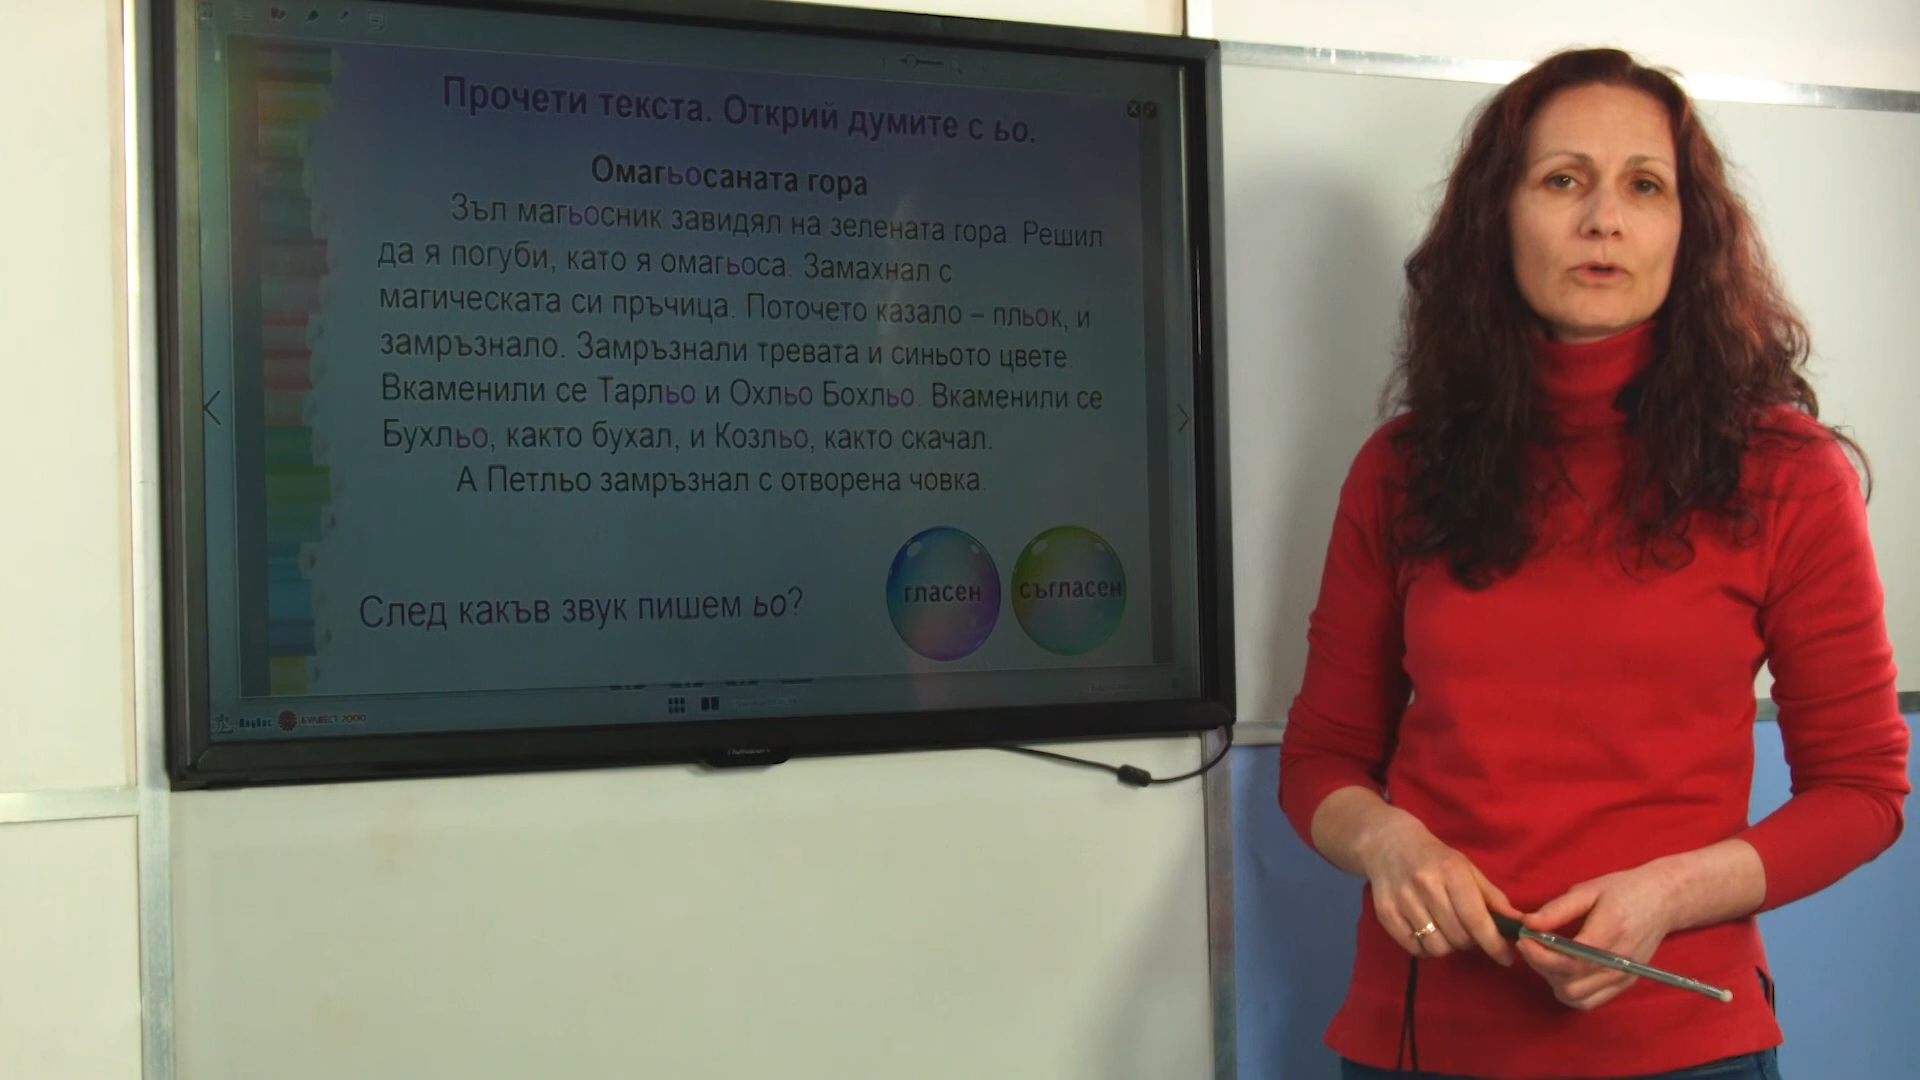 Прочети текста. Открий думите с ьо.
Омагьосаната гора
Зъл магьосник завидял на зелената гора. Решил
да я погуби, като я омагьоса. Замахнал с
магическата си пръчица. Поточето казало – пльок, и
замръзнало. Замръзнали тревата и синьото цвете.
Вкаменили се Тарльо и Охльо Бохльо. Вкаменили се
Бухльо, както бухал, и Козльо, както скачал.
А Петльо замръзнал с отворена човка.
След какъв звук пишем ьо?
гласен
съгласен
БУЛВЕСТ 2000